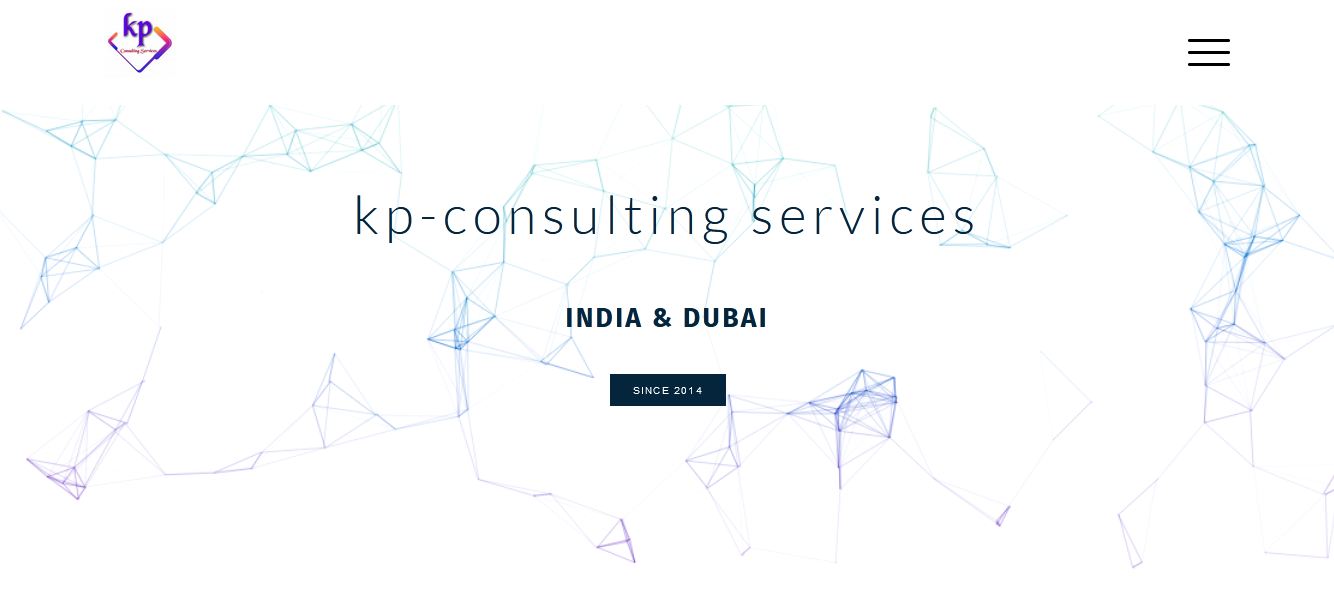 kp
Consulting Services
kp-consulting services
INDIA & DUBAI
SINCE 2014